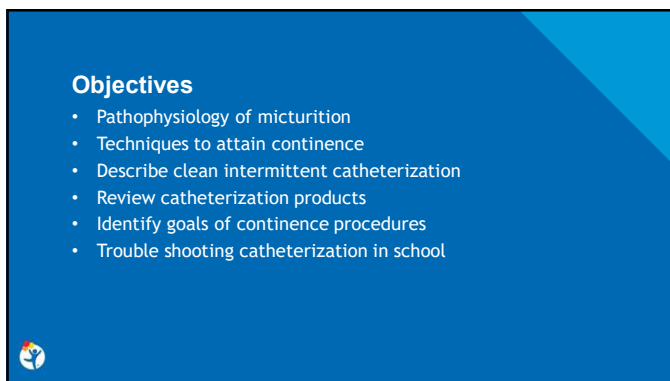 Objectives
• Pathophysiology of micturition
• Techniques to attain continence
• Describe clean intermittent catheterization
• Review catheterization products
• Identify goals of continence procedures
• Trouble shooting catheterization in school